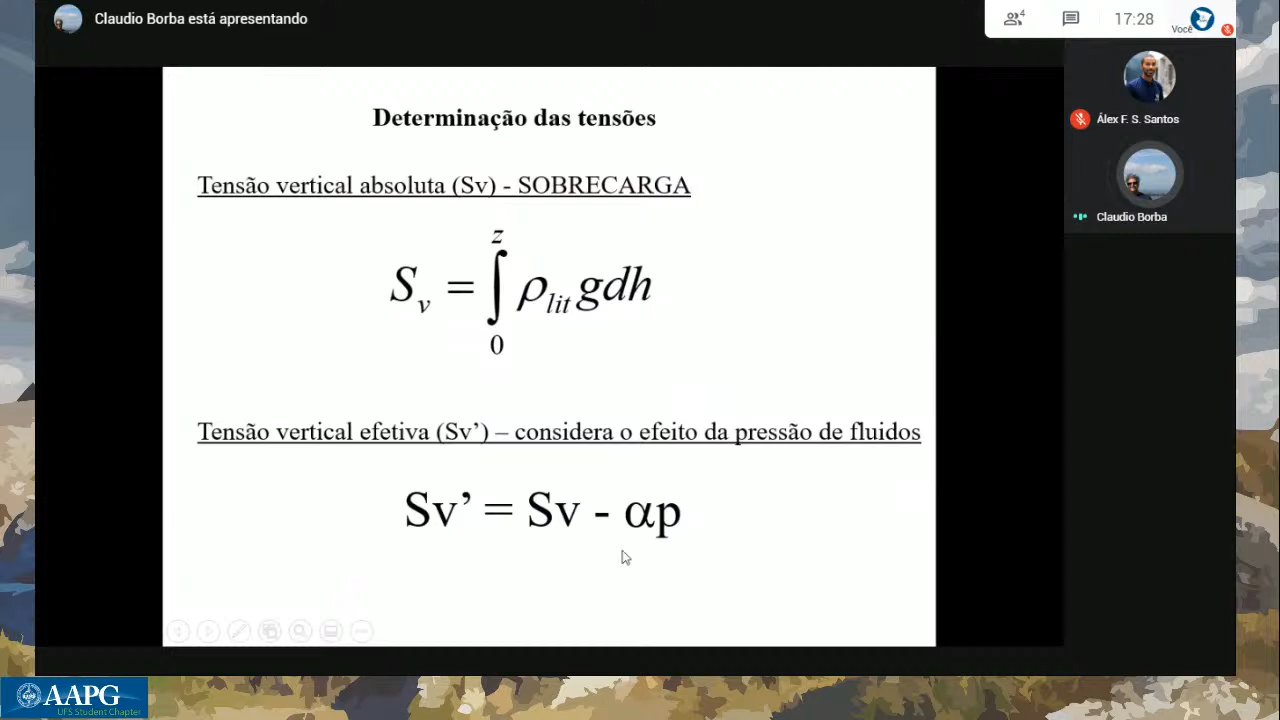 Claudio Borba está apresentando
4
17:28
Você
Álex F. S. Santos
Claudio Borba
Determinação das tensões
Tensão vertical absoluta (Sv) - SOBRECARGA
z
S_v = ∫ ρ_lit gdh
0
Tensão vertical efetiva (Sv’) – considera o efeito da pressão de fluidos
Sv’ = Sv - αp
AAPG
UFS Student Chapter